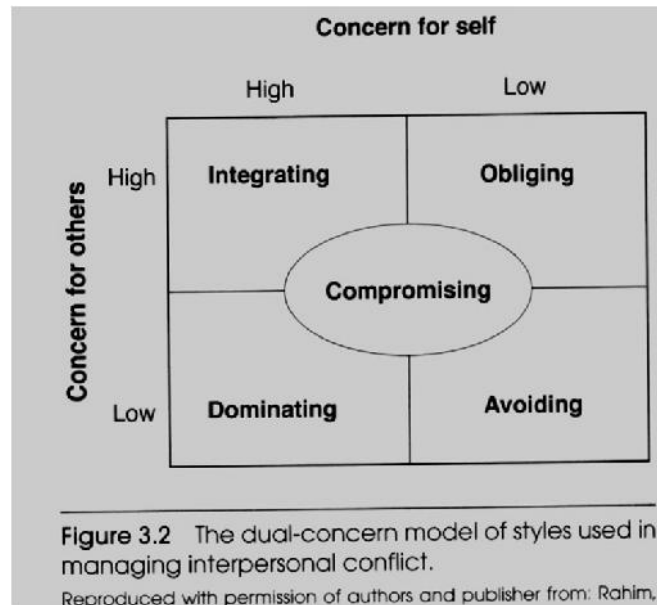 Concern for self
High Low
High Integrating Obliging
Concern for others
Compromising
Low Dominating Avoiding
Figure 3.2 The dual-concern model of styles used in
managing interpersonal conflict.
Reproduced with permission of authors and publisher from: Rahim,